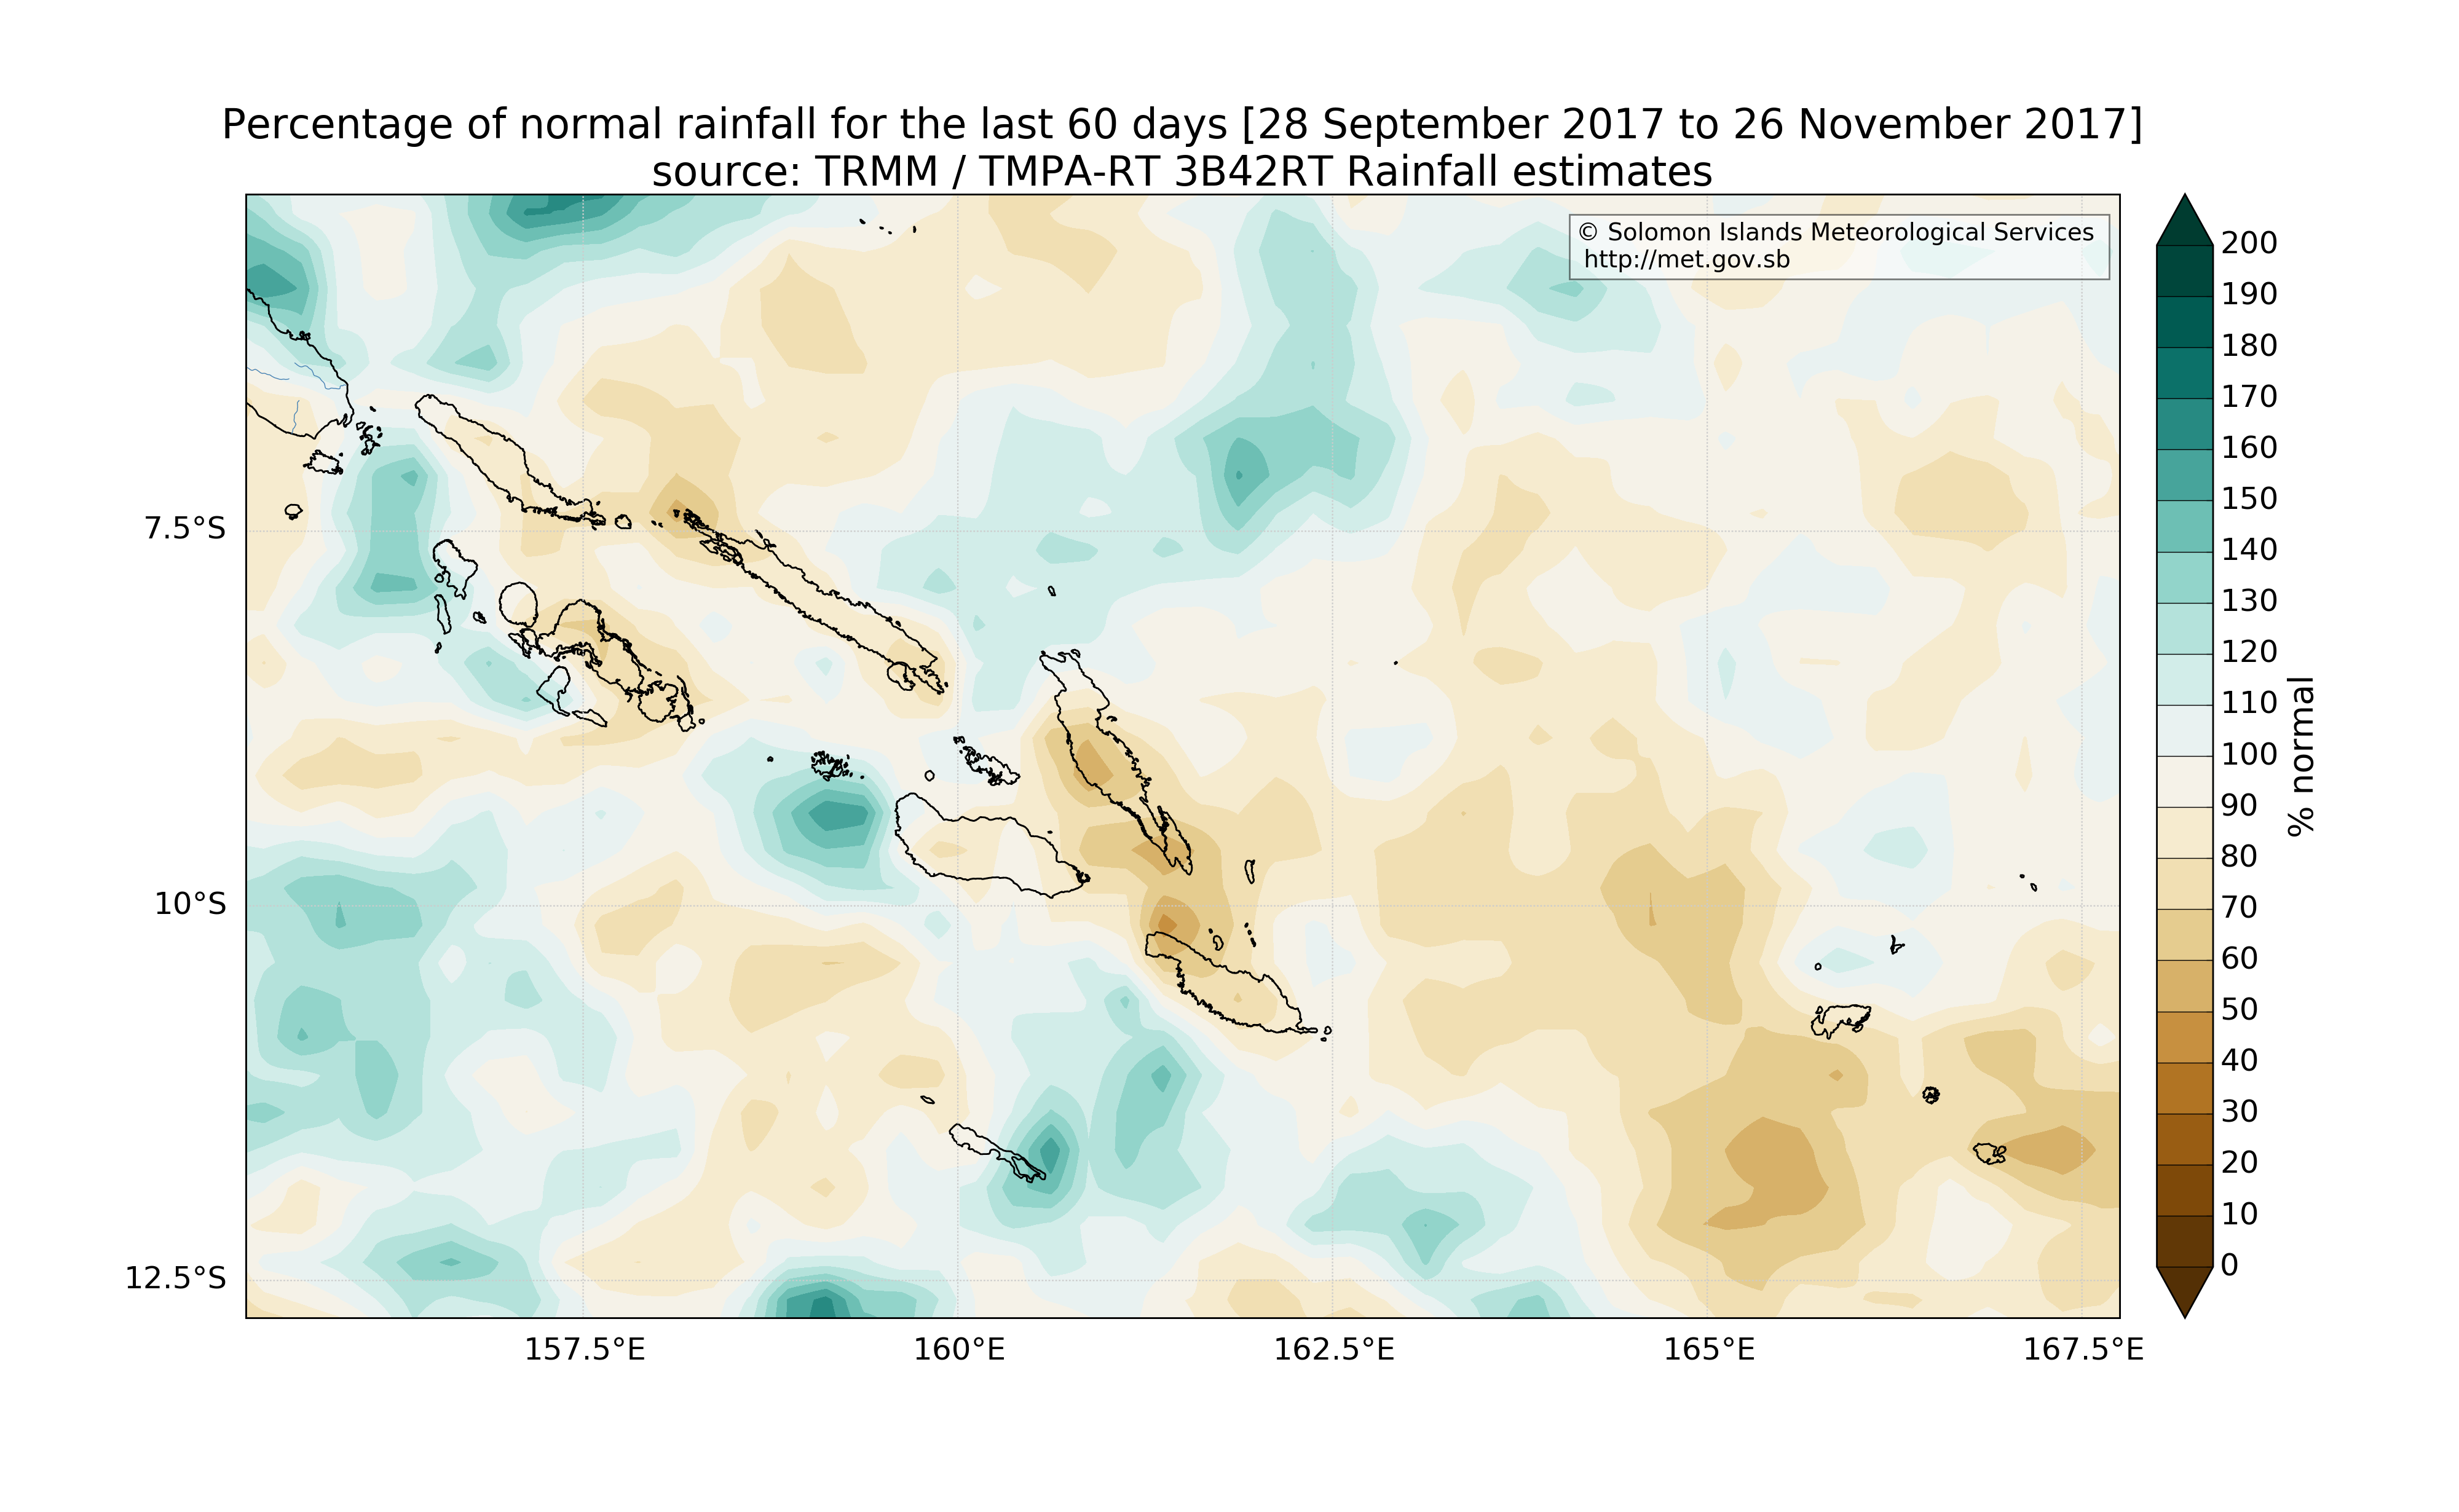 Percentage of normal rainfall for the last 60 days [28 September 2017 to 26 November 2017]
source: TRMM / TMPA-RT 3B42RT Rainfall estimates
© Solomon Islands Meteorological Services
http://met.gov.sb
7.5°S
10°S
12.5°S
157.5°E
160°E
162.5°E
165°E
167.5°E
200
190
180
170
160
150
140
130
120
110
100
90
80
70
60
50
40
30
20
10
0
% normal